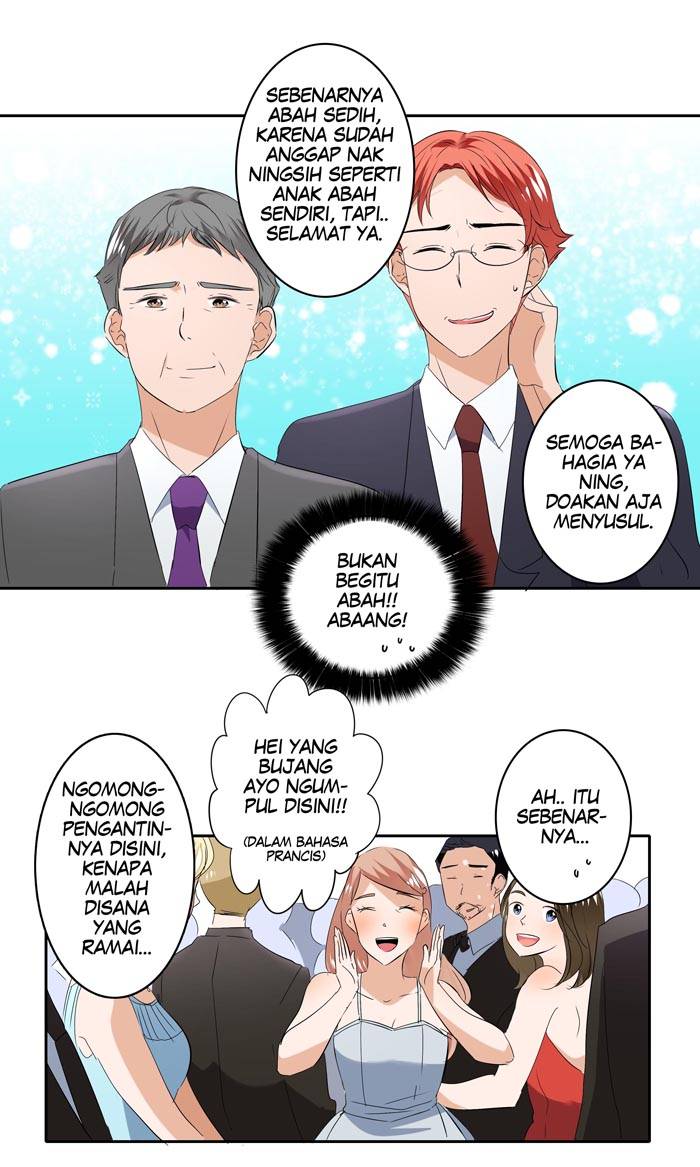 SEBENARNYA
ABAH SEDIH,
KARENA SUDAH
ANGGAP NAK
NINGSIH SEPERTI
ANAK ABAH
SENDIRI, TAPI..
SELAMAT YA.
SEMOGA BA-
HAGIA YA
NING,
DOAKAN AJA
MENYUSUL.
BUKAN
BEGITU
ABAH!!
ABAANG!
HEI YANG
BUJANG
AYO NGUM-
PUL DISINI!!
(DALAM BAHASA
PRANCIS)
NGOMONG-
NGOMONG
PENGANTIN-
NYA DISINI,
KENAPA
MALAH
DISANA
YANG
RAMAI...
AH.. ITU
SEBENAR-
NYA...